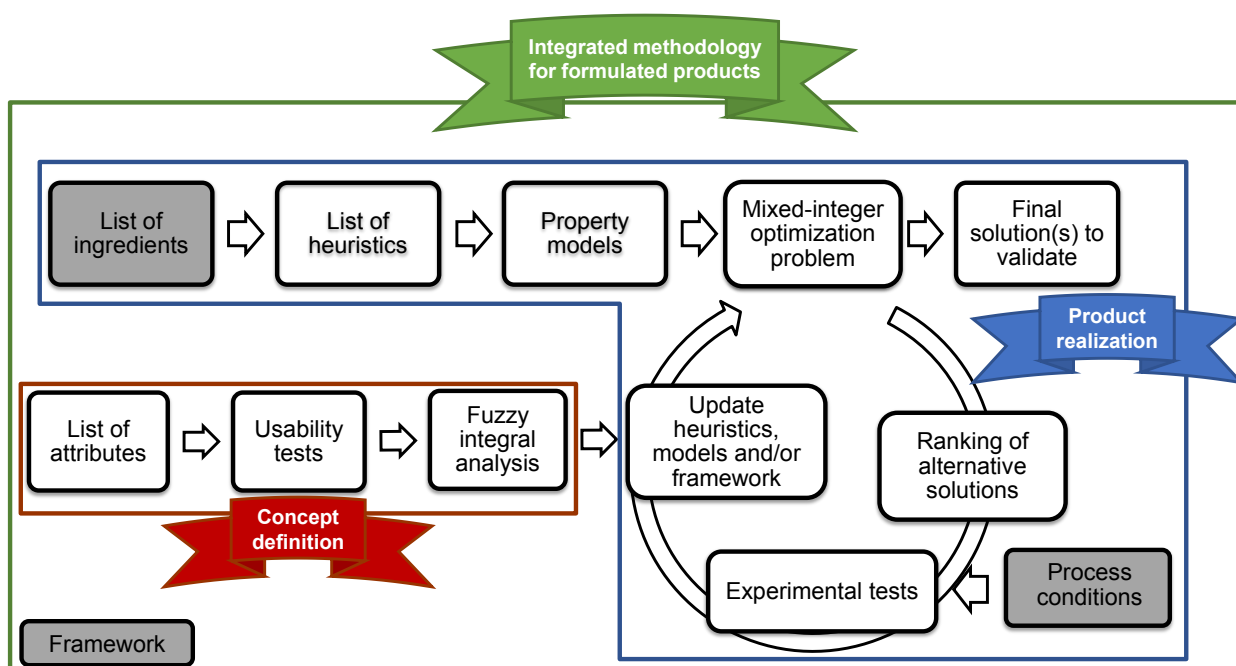 Integrated methodology
for formulated products
List of
ingredients
List of
heuristics
Property
models
Mixed-integer
optimization
problem
Final
solution(s) to
validate
Product
realization
List of
attributes
Usability
tests
Fuzzy
integral
analysis
Update
heuristics,
models and/or
framework
Ranking of
alternative
solutions
Concept
definition
Experimental tests
Process
conditions
Framework